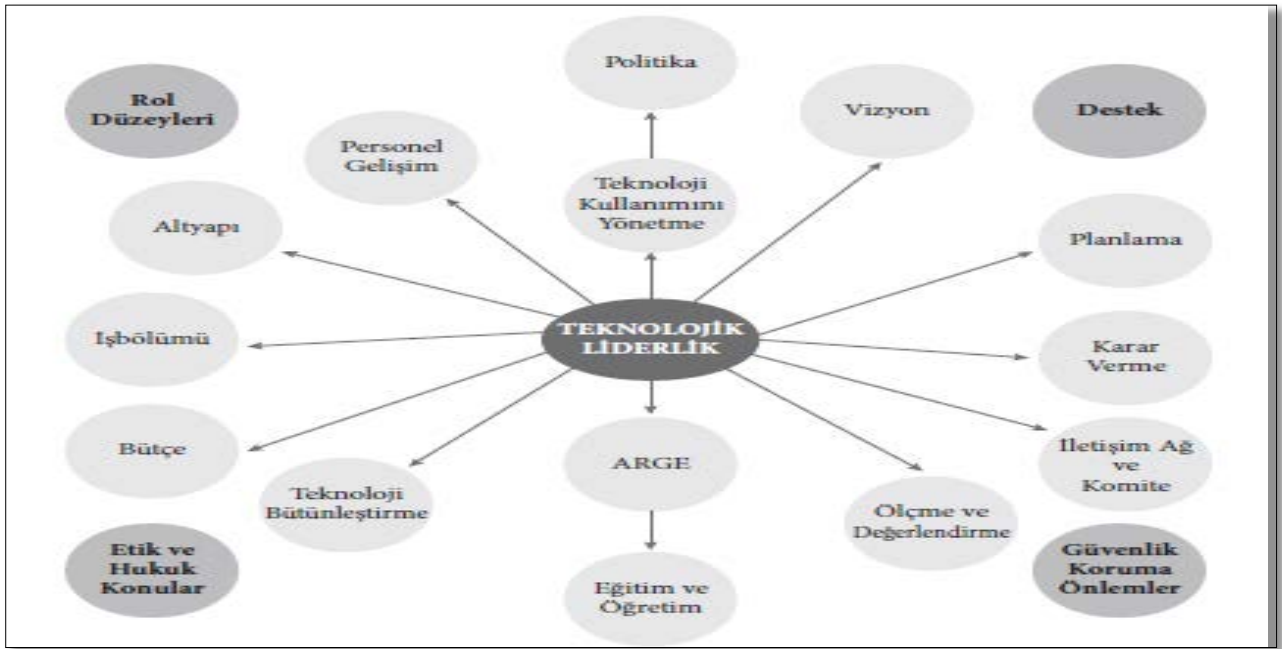 Politika
Rol
Düzeyleri
Vizyon
Destek
Personel
Gelişim
Teknoloji
Kullanımını
Yönetme
Altyapı
Planlama
TEKNOLOJİK
LİDERLİK
İşbölümü
Karar
Verme
Bütçe
ARGE
İletişim Ağ
ve
Komite
Teknoloji
Bütünleştirme
Ölçme ve
Değerlendirme
Etik ve
Hukuk
Konular
Eğitim ve
Öğretim
Güvenlik
Koruma
Önlemler